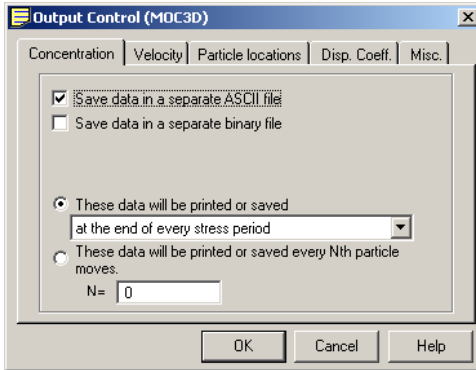 Output Control (MOC3D)
Concentration Velocity Particle locations Disp. Coeff. Misc.
Save data in a separate ASCII file
Save data in a separate binary file
These data will be printed or saved
at the end of every stress period
These data will be printed or saved every Nth particle
moves.
N= 0
OK Cancel Help